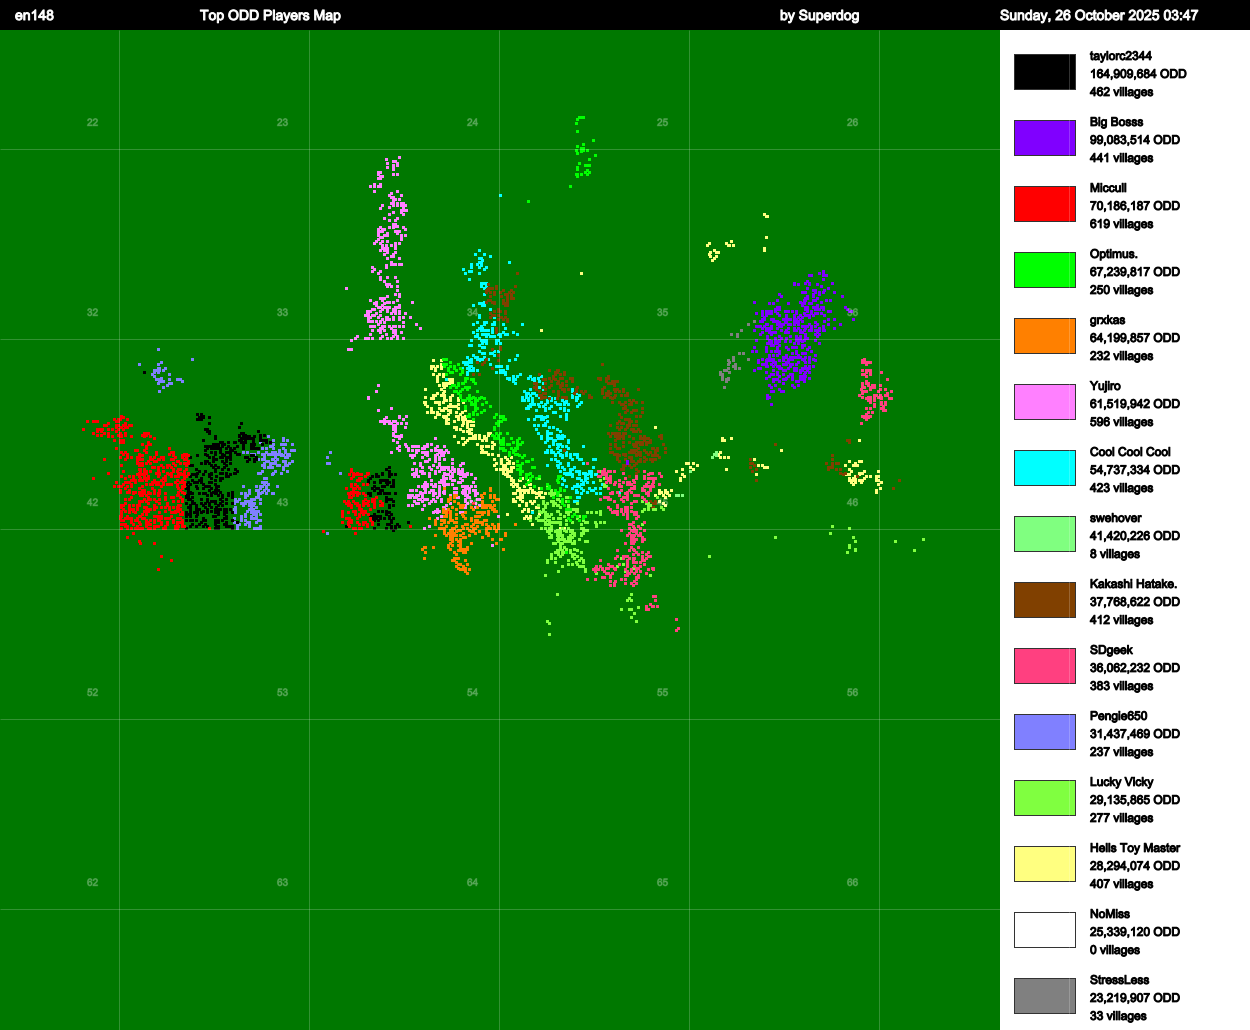 en148 Top ODD Players Map by Superdog Sunday, 26 October 2025 03:47
taylorc2344
164,909,684 ODD
462 villages
Big Bosss
99,083,514 ODD
441 villages
Miccull
70,186,187 ODD
619 villages
Optimus.
67,239,817 ODD
250 villages
grxkas
64,199,857 ODD
232 villages
Yujiro
61,519,942 ODD
596 villages
Cool Cool Cool
54,737,334 ODD
423 villages
swehover
41,420,226 ODD
8 villages
Kakashi Hatake.
37,768,622 ODD
412 villages
SDgeek
36,062,232 ODD
383 villages
Pengie650
31,437,469 ODD
237 villages
Lucky Vicky
29,135,865 ODD
277 villages
Hells Toy Master
28,294,074 ODD
407 villages
NoMiss
25,339,120 ODD
0 villages
StressLess
23,219,907 ODD
33 villages
22 23 24 25 26
32 33 34 35 36
42 43 46
52 53 54 55 56
62 63 64 65 66